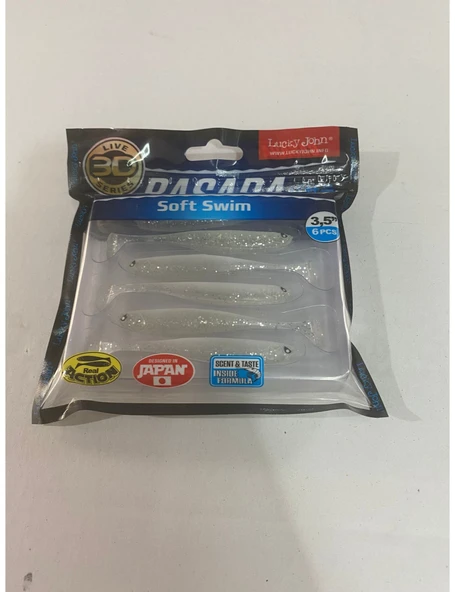 LIVE
3D
SERIES
Lucky John®
BASARA
Soft Swim
3,5"
6 PCS
Real
ACTION
DESIGNED IN
JAPAN
SCENT & TASTE
INSIDE
FORMULA